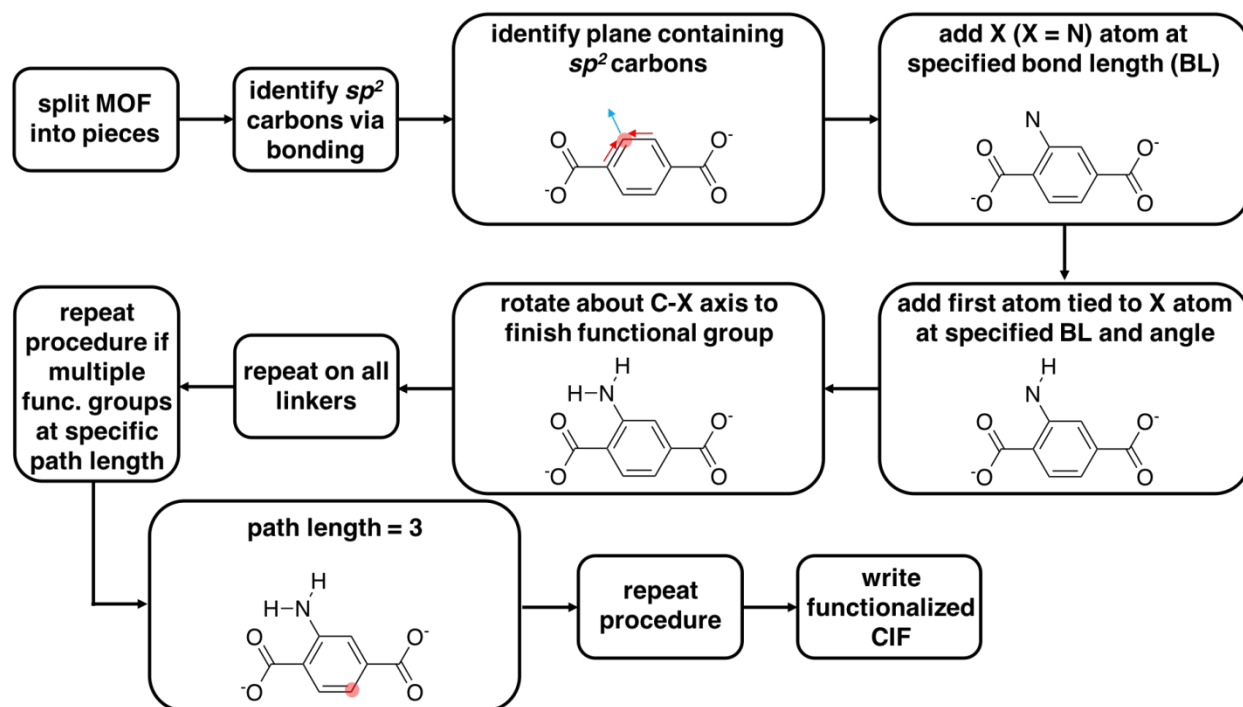 split MOF
into pieces
identify sp² 
carbons via
bonding
identify plane containing
sp² carbons
O
-O
O-
O
add X (X = N) atom at
specified bond length (BL)
N
O
-O
O-
O
add first atom tied to X atom
at specified BL and angle
H
N
O
-O
O-
O
rotate about C-X axis to
finish functional group
H
H N
O
-O
O-
O
repeat on all
linkers
repeat
procedure if
multiple
func. groups
at specific
path length
path length = 3
H
H N
O
-O
O-
O
repeat
procedure
write
functionalized
CIF